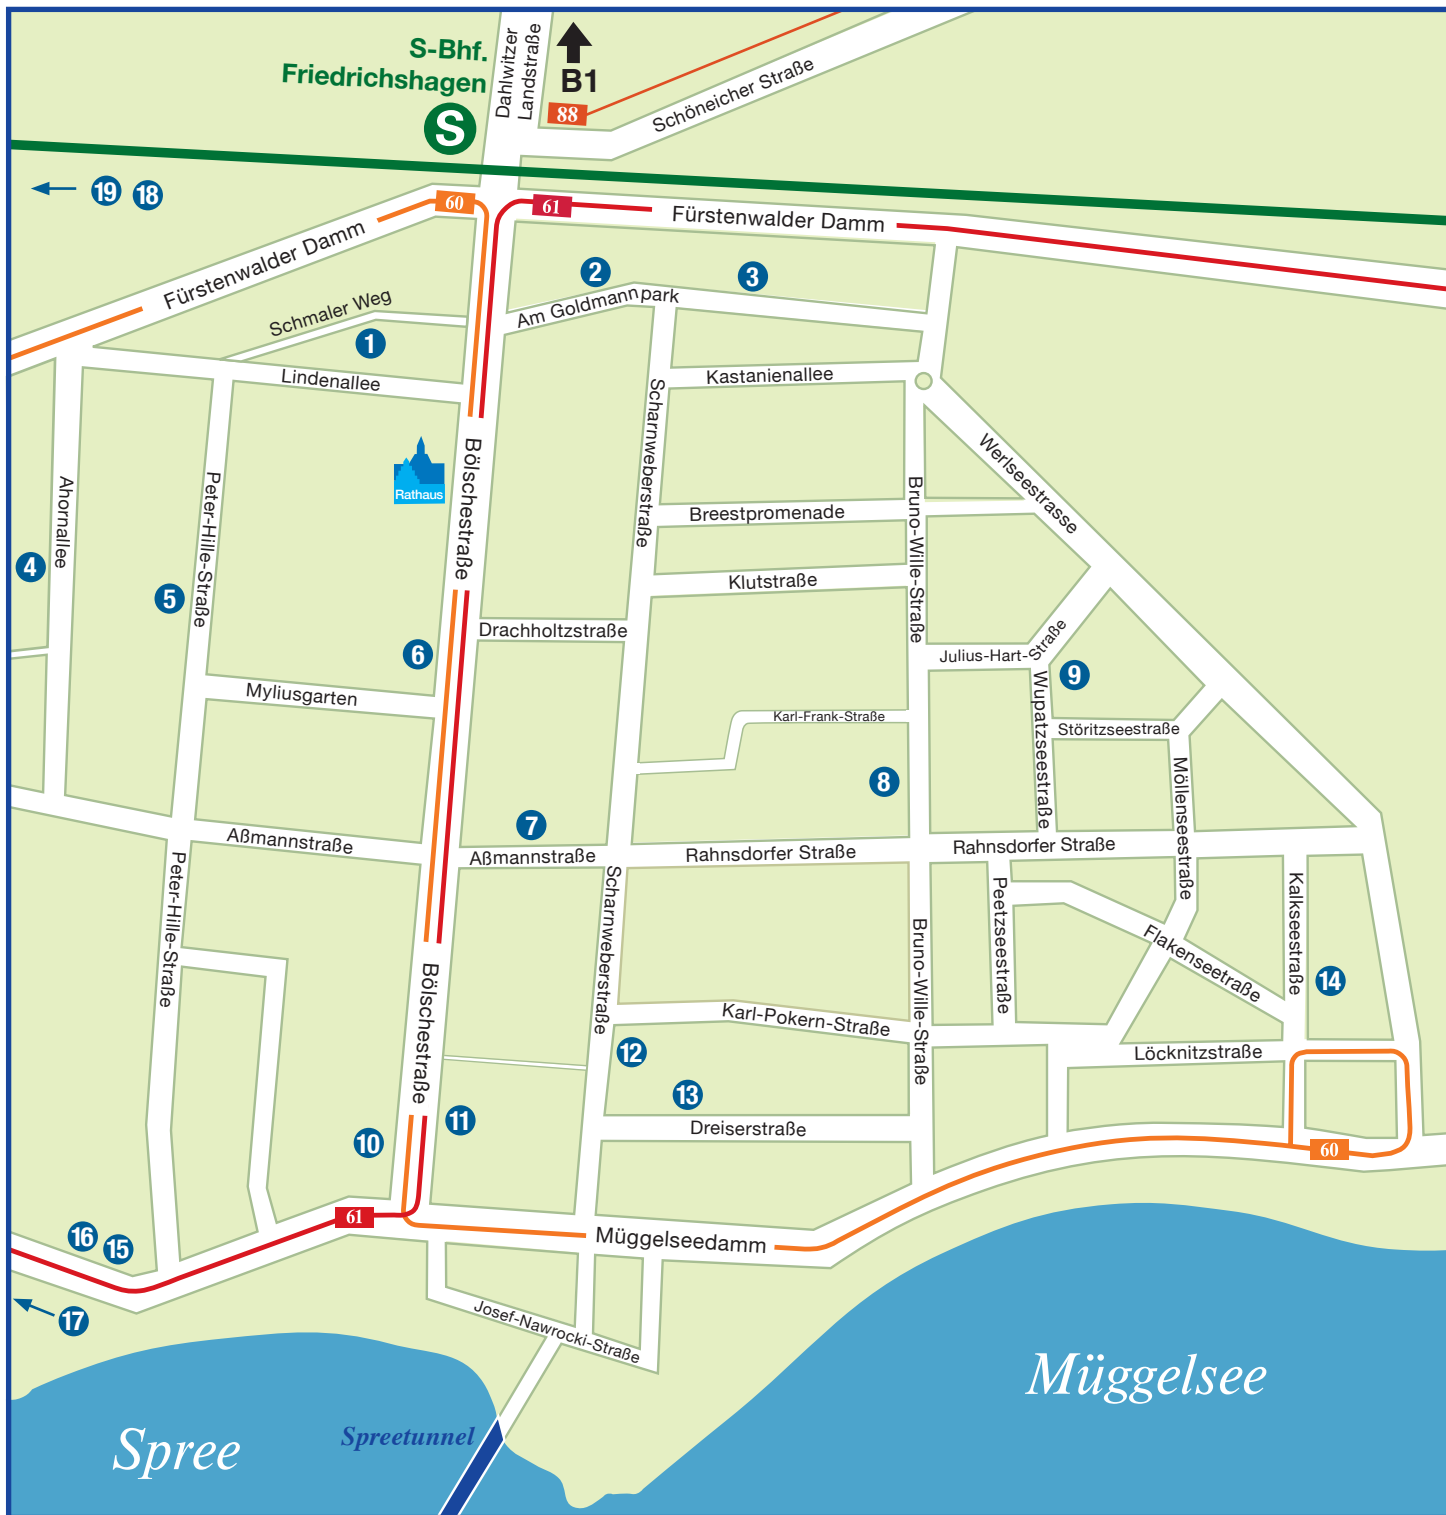 S-Bhf.
Friedrichshagen
S
Dahlwitzer
Landstraße
B1
88
Schöneicher Straße
19
18
60
61
Fürstenwalder Damm
Fürstenwalder Damm
Schmaler Weg
1
Lindenallee
2
3
Am Goldmannpark
Kastanienallee
Scharnweberstraße
Werlseestrasse
Rathaus
Bölschestraße
Ahornallee
Peter-Hille-Straße
4
5
Breestpromenade
Bruno-Wille-Straße
Klutstraße
6
Drachholtzstraße
Julius-Hart-Straße
9
Myliusgarten
Karl-Frank-Straße
Wupatzseestraße
Störitzseestraße
Möllenseestraße
8
7
Aßmannstraße
Aßmannstraße
Rahnsdorfer Straße
Rahnsdorfer Straße
Peter-Hille-Straße
Scharnweberstraße
Bruno-Wille-Straße
Peetzseestraße
Flakenseetraße
Kalkseestraße
14
Bölschestraße
Karl-Pokern-Straße
12
Löcknitzstraße
13
11
10
Dreiserstraße
60
61
16
15
Müggelseedamm
17
Josef-Nawrocki-Straße
Müggelsee
Spree
Spreetunnel